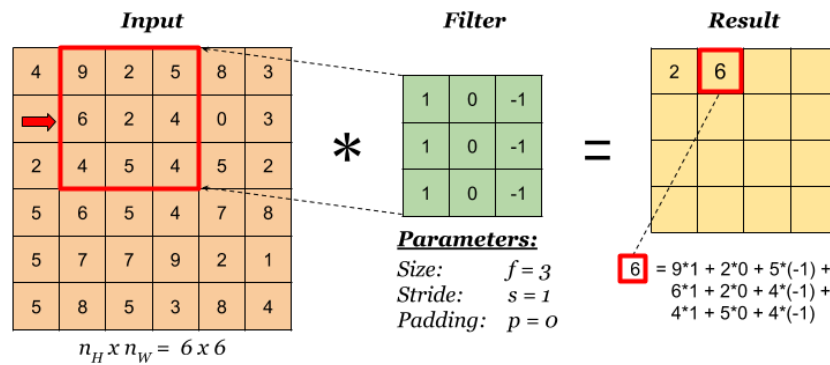 Input Filter Result
4 9 2 5 8 3
6 2 4 0 3
2 4 5 4 5 2
5 6 5 4 7 8
5 7 7 9 2 1
5 8 5 3 8 4
n_H x n_W = 6 x 6
*
1 0 -1
1 0 -1
1 0 -1
Parameters:
Size: f = 3
Stride: s = 1
Padding: p = 0
=
2 6
6 = 9*1 + 2*0 + 5*(-1) +
6*1 + 2*0 + 4*(-1) +
4*1 + 5*0 + 4*(-1)